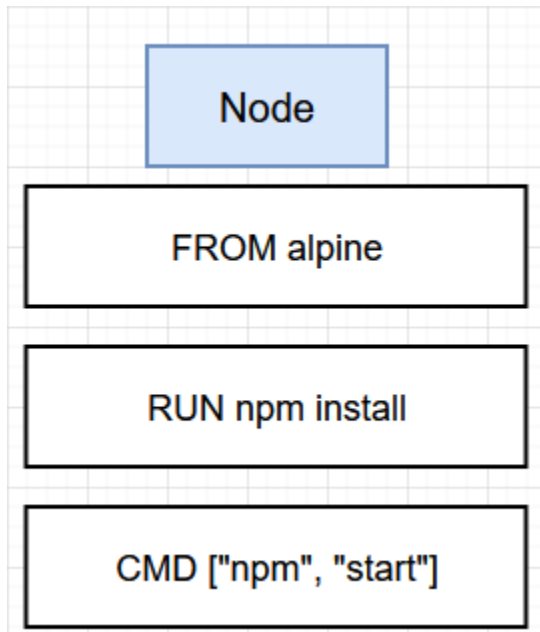 Node
FROM alpine
RUN npm install
CMD ["npm", "start"]